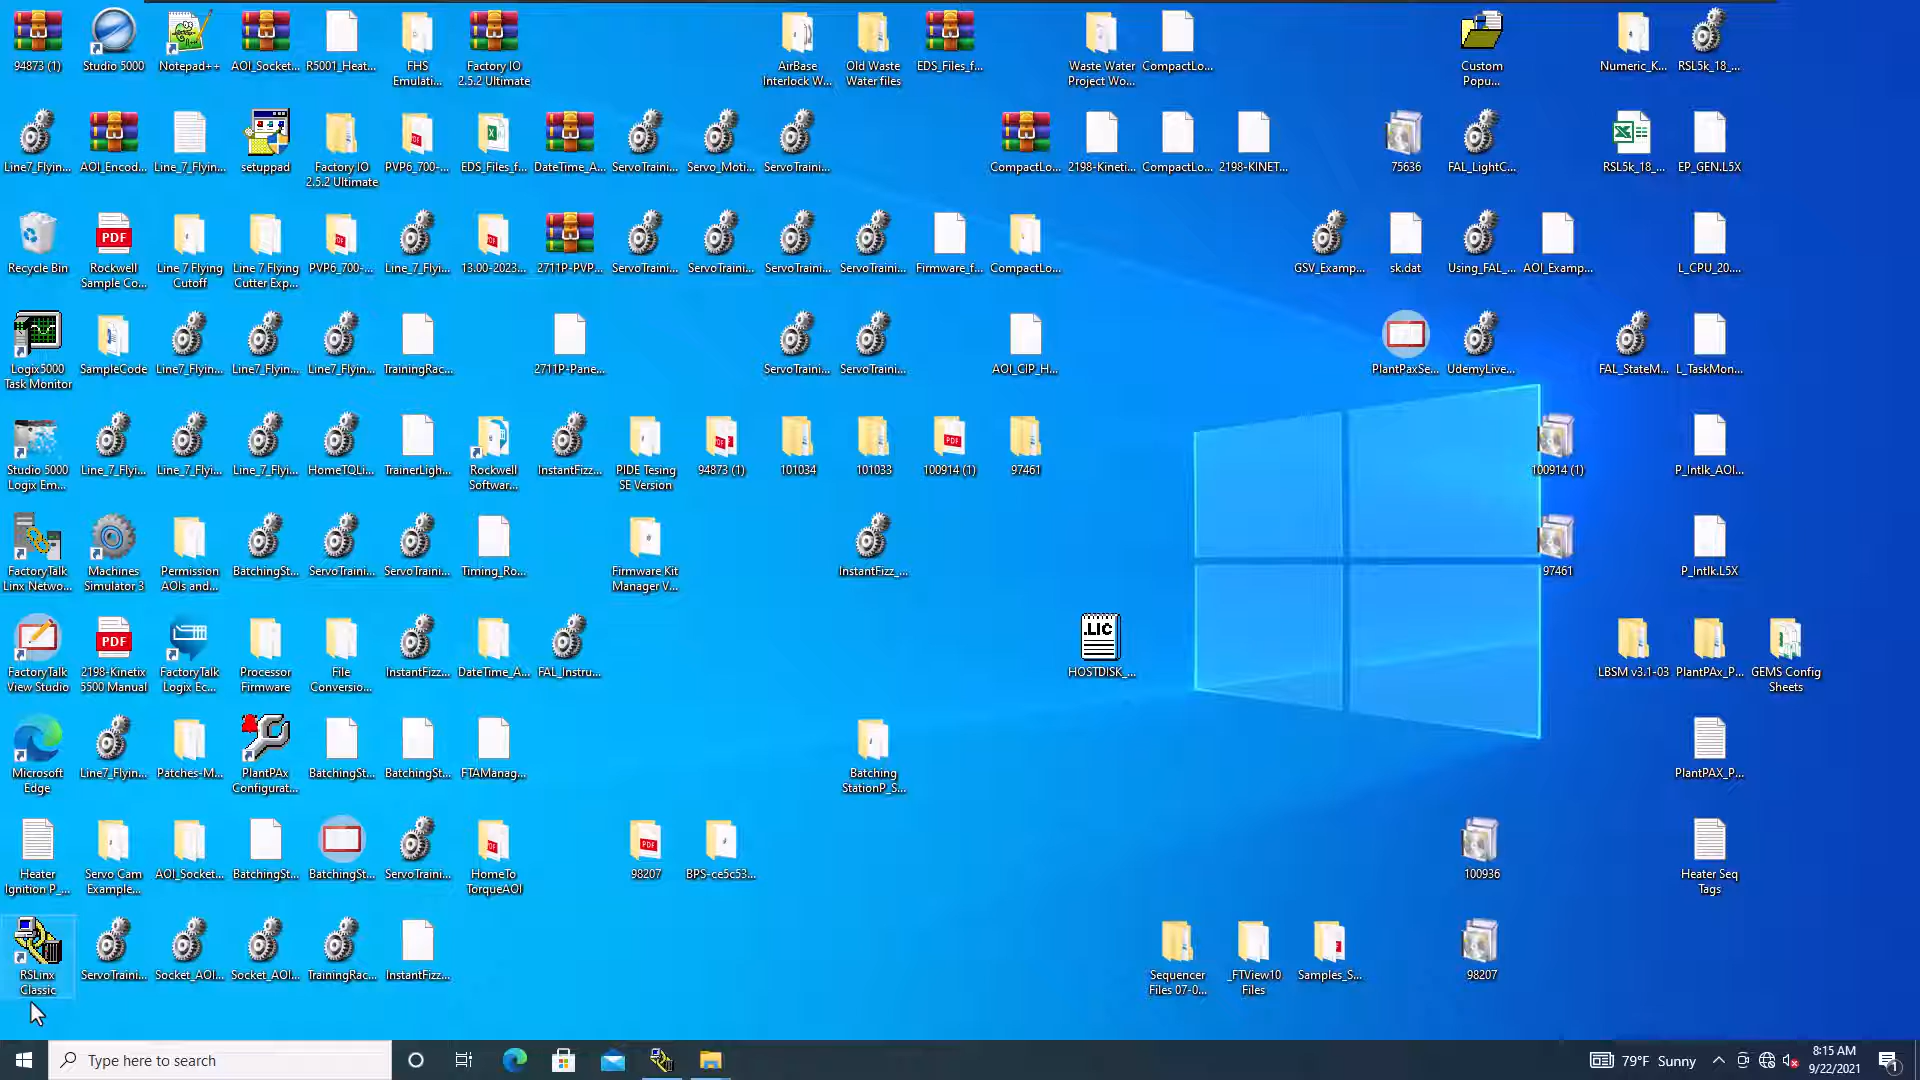 94873 (1)
Studio 5000
Notepad++
AOI_Socket...
R5001_Heat...
FHS
Emulati...
Factory IO
2.5.2 Ultimate
AirBase
Interlock W...
Old Waste
Water files
EDS_Files_f...
Waste Water
Project Wo...
CompactLo...
Custom
Popu...
Numeric_K...
RSL5k_18_...
Line7_Flyin...
AOI_Encod...
Line_7_Flyin...
setuppad
Factory IO
2.5.2 Ultimate
PVP6_700-...
EDS_Files_f...
DateTime_A...
ServoTraini...
Servo_Moti...
ServoTraini...
CompactLo...
2198-Kineti...
CompactLo...
2198-KINET...
75636
FAL_LightC...
RSL5k_18_...
EP_GEN.L5X
Recycle Bin
PDF
Rockwell
Sample Co...
Line 7 Flying
Cutoff
Line 7 Flying
Cutter Exp...
PVP6_700-...
Line_7_Flyi...
13.00-2023...
2711P-PVP...
ServoTraini...
ServoTraini...
ServoTraini...
ServoTraini...
Firmware_f...
CompactLo...
GSV_Examp...
sk.dat
Using_FAL_...
AOI_Examp...
L_CPU_20....
Logix5000
Task Monitor
SampleCode
Line7_Flyin...
Line7_Flyin...
Line7_Flyin...
TrainingRac...
2711P-Pane...
ServoTraini...
ServoTraini...
AOI_CIP_H...
PlantPaxSe...
UdemyLive...
FAL_StateM...
L_TaskMon...
Studio 5000
Logix Em...
Line_7_Flyi...
Line_7_Flyi...
Line_7_Flyi...
HomeTQLi...
TrainerLigh...
Rockwell
Softwar...
InstantFizz...
PIDE Tesing
SE Version
94873 (1)
101034
101033
100914 (1)
97461
100914 (1)
P_Intlk_AOI...
FactoryTalk
Linx Netwo...
Machines
Simulator 3
Permission
AOIs and...
BatchingSt...
ServoTraini...
ServoTraini...
Timing_Ro...
Firmware Kit
Manager V...
InstantFizz_...
97461
P_Intlk.L5X
FactoryTalk
View Studio
PDF
2198-Kinetix
5500 Manual
FactoryTalk
Logix Ec...
Processor
Firmware
File
Conversio...
InstantFizz...
DateTime_A...
FAL_Instru...
.LIC
HOSTDISK_...
LBSM v3.1-03
PlantPAx_P...
GEMS Config
Sheets
Microsoft
Edge
Line7_Flyin...
Patches-M...
PlantPAx
Configurat...
BatchingSt...
BatchingSt...
FTAManag...
Batching
StationP_S...
PlantPAX_P...
Heater
Ignition P_...
Servo Cam
Example...
AOI_Socket...
BatchingSt...
BatchingSt...
ServoTraini...
HomeTo
TorqueAOI
98207
BPS-ce5c53...
100936
Heater Seq
Tags
RSLinx
Classic
ServoTraini...
Socket_AOI...
Socket_AOI...
TrainingRac...
InstantFizz...
Sequencer
Files 07-0...
_FTView10
Files
Samples_S...
98207
Type here to search
79°F Sunny
8:15 AM
9/22/2021
1